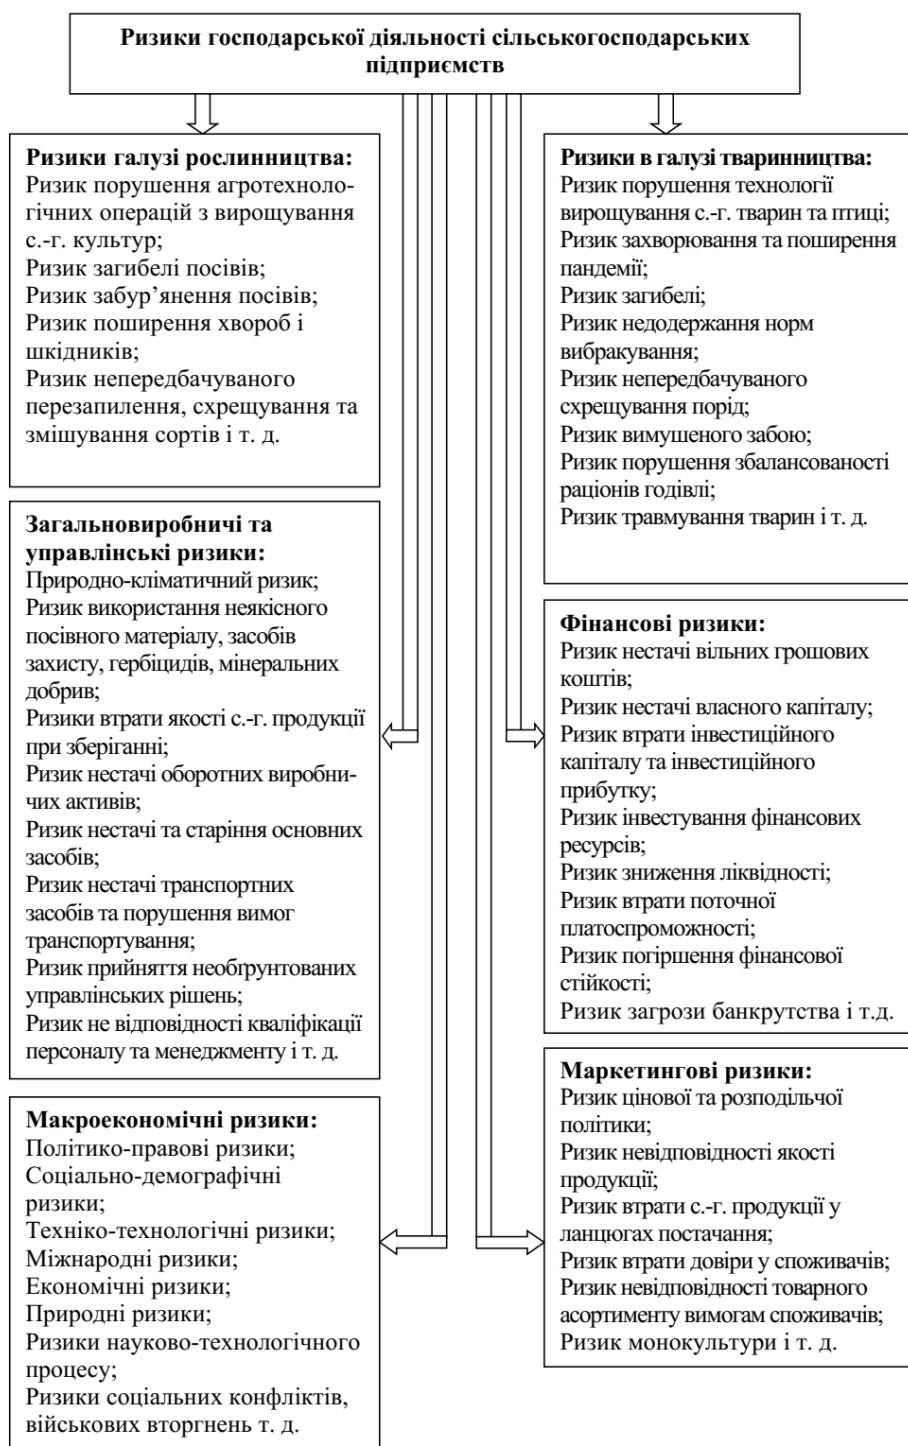 Ризики господарської діяльності сільськогосподарських
підприємств
Ризики галузі рослинництва:
Ризик порушення агротехноло-
гічних операцій з вирощування
с.-г. культур;
Ризик загибелі посівів;
Ризик забур’янення посівів;
Ризик поширення хвороб і
шкідників;
Ризик непередбачуваного
перезапилення, схрещування та
змішування сортів і т. д.
Ризики в галузі тваринництва:
Ризик порушення технології
вирощування с.-г. тварин та птиці;
Ризик захворювання та поширення
пандемії;
Ризик загибелі;
Ризик недодержання норм
вибракування;
Ризик непередбачуваного
схрещування порід;
Ризик вимушеного забою;
Ризик порушення збалансованості
раціонів годівлі;
Ризик травмування тварин і т. д.
Загальновиробничі та
управлінські ризики:
Природно-кліматичний ризик;
Ризик використання неякісного
посівного матеріалу, засобів
захисту, гербіцидів, мінеральних
добрив;
Ризики втрати якості с.-г. продукції
при зберіганні;
Ризик нестачі оборотних виробни-
чих активів;
Ризик нестачі та старіння основних
засобів;
Ризик нестачі транспортних
засобів та порушення вимог
транспортування;
Ризик прийняття необґрунтованих
управлінських рішень;
Ризик не відповідності кваліфікації
персоналу та менеджменту і т. д.
Фінансові ризики:
Ризик нестачі вільних грошових
коштів;
Ризик нестачі власного капіталу;
Ризик втрати інвестиційного
капіталу та інвестиційного
прибутку;
Ризик інвестування фінансових
ресурсів;
Ризик зниження ліквідності;
Ризик втрати поточної
платоспроможності;
Ризик погіршення фінансової
стійкості;
Ризик загрози банкрутства і т.д.
Макроекономічні ризики:
Політико-правові ризики;
Соціально-демографічні
ризики;
Техніко-технологічні ризики;
Міжнародні ризики;
Економічні ризики;
Природні ризики;
Ризики науково-технологічного
процесу;
Ризики соціальних конфліктів,
військових вторгнень т. д.
Маркетингові ризики:
Ризик цінової та розподільчої
політики;
Ризик невідповідності якості
продукції;
Ризик втрати с.-г. продукції у
ланцюгах постачання;
Ризик втрати довіри у споживачів;
Ризик невідповідності товарного
асортименту вимогам споживачів;
Ризик монокультури і т. д.